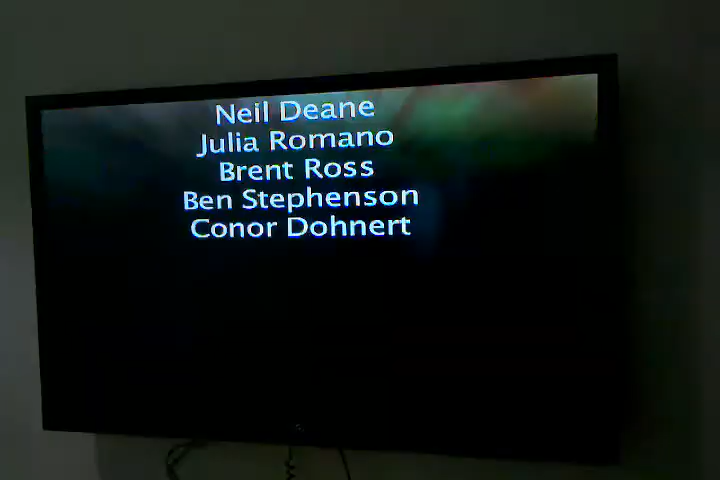 Neil Deane
Julia Romano
Brent Ross
Ben Stephenson
Conor Dohnert